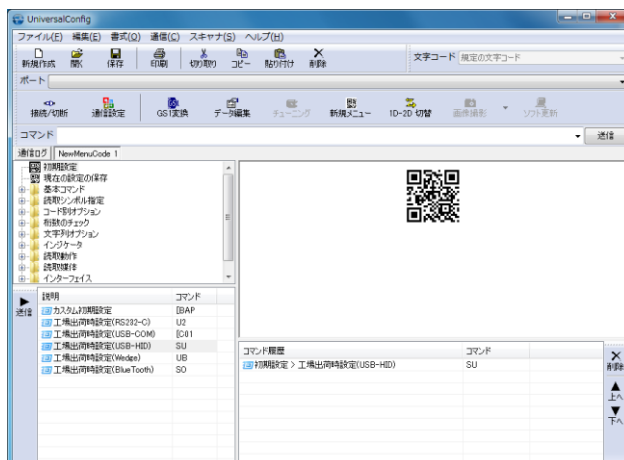 UniversalConfig
ファイル(F) 編集(E) 書式(O) 通信(C) スキャナ(S) ヘルプ(H)
新規作成 開く 保存 印刷 切り取り コピー 貼り付け 削除 文字コード 規定の文字コード
ポート
接続/切断 通信設定 GS1変換 データ編集 チューニング 新規メニュー 1D-2D 切替 画像撮影 ソフト更新
コマンド 送信
通信ログ NewMenuCode 1
初期設定
現在の設定の保存
基本コマンド
読取シンボル指定
コード別オプション
桁数のチェック
文字列オプション
インジケータ
読取動作
読取媒体
インターフェイス
送信
説明 コマンド
カスタム初期設定 [BAP
工場出荷時設定(RS232-C) U2
工場出荷時設定(USB-COM) [C01
工場出荷時設定(USB-HID) SU
工場出荷時設定(Wedge) UB
工場出荷時設定(BlueTooth) SO
コマンド履歴 コマンド
初期設定 > 工場出荷時設定(USB-HID) SU
削除
上へ
下へ